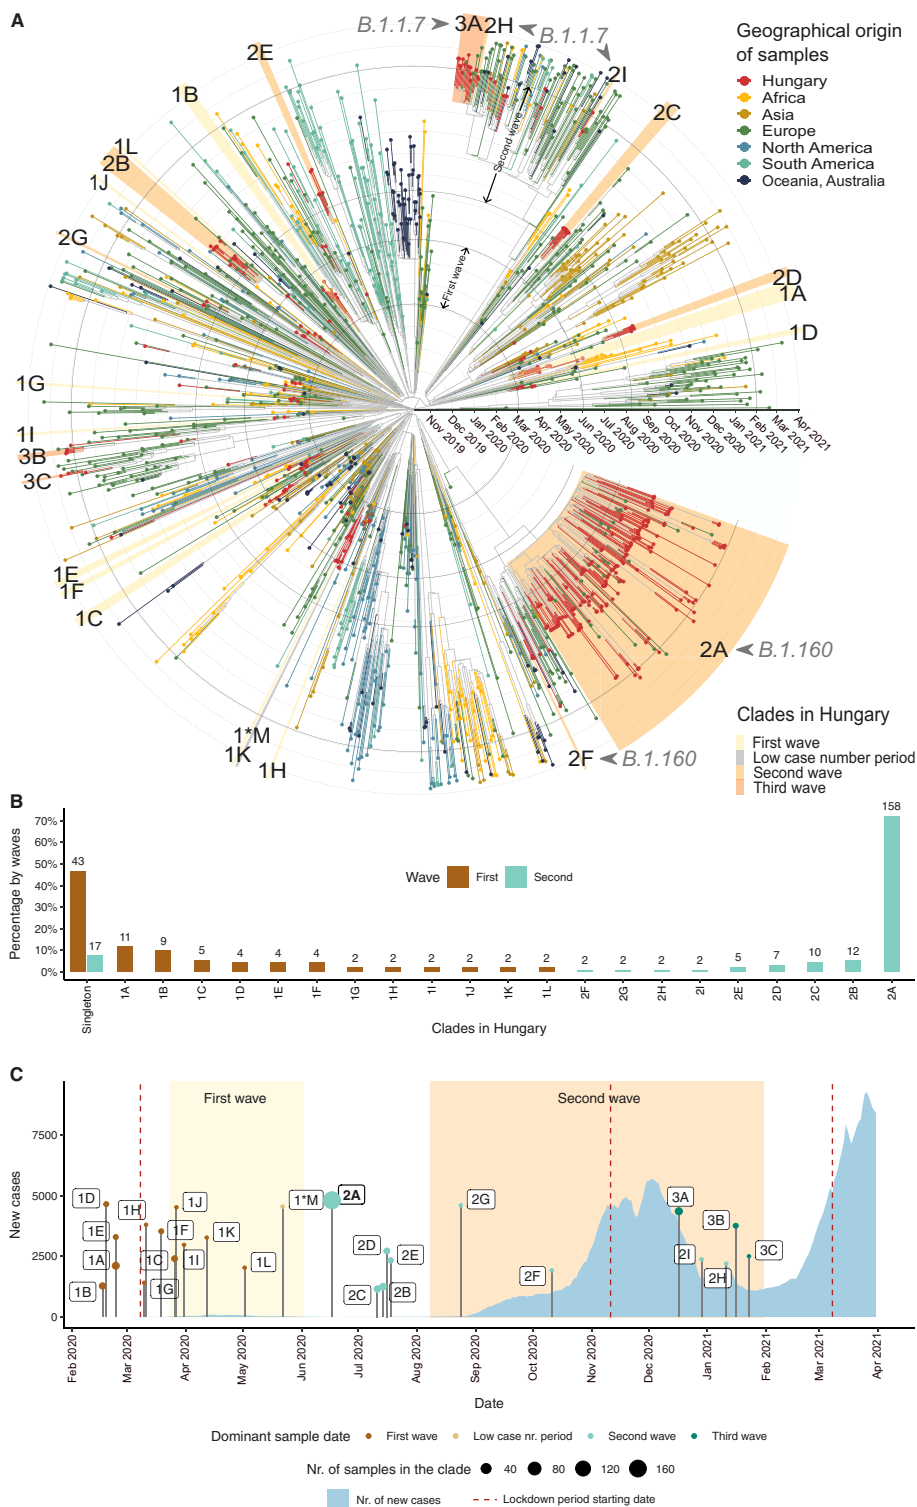 A
B.1.1.7
3A
2H
B.1.1.7
2I
2E
1B
1L
2B
1J
2G
2C
2D
1A
1D
1G
1I
3B
3C
1E
1F
1C
1*M
1K
1H
2F
B.1.160
2A
B.1.160
Second wave
First wave
Nov 2019
Dec 2019
Jan 2020
Feb 2020
Mar 2020
Apr 2020
May 2020
Jun 2020
Jul 2020
Aug 2020
Sep 2020
Oct 2020
Nov 2020
Dec 2020
Jan 2021
Feb 2021
Mar 2021
Apr 2021
Geographical origin
of samples
Hungary
Africa
Asia
Europe
North America
South America
Oceania, Australia
Clades in Hungary
First wave
Low case number period
Second wave
Third wave
B
Percentage by waves
70%
60%
50%
40%
30%
20%
10%
0%
43
17
11
9
5
4
4
4
2
2
2
2
2
2
2
2
2
2
5
7
10
12
158
Wave
First
Second
Singleton
1A
1B
1C
1D
1E
1F
1G
1H
1I
1J
1K
1L
2F
2G
2H
2I
2E
2D
2C
2B
2A
Clades in Hungary
C
New cases
7500
5000
2500
0
First wave
Second wave
1D
1H
1J
1E
1F
1K
1A
1C
1I
1B
1G
1L
1*M
2A
2D
2E
2C
2B
2G
2F
3A
3B
2I
2H
3C
Feb 2020
Mar 2020
Apr 2020
May 2020
Jun 2020
Jul 2020
Aug 2020
Sep 2020
Oct 2020
Nov 2020
Dec 2020
Jan 2021
Feb 2021
Mar 2021
Apr 2021
Date
Dominant sample date
First wave
Low case nr. period
Second wave
Third wave
Nr. of samples in the clade
40
80
120
160
Nr. of new cases
Lockdown period starting date